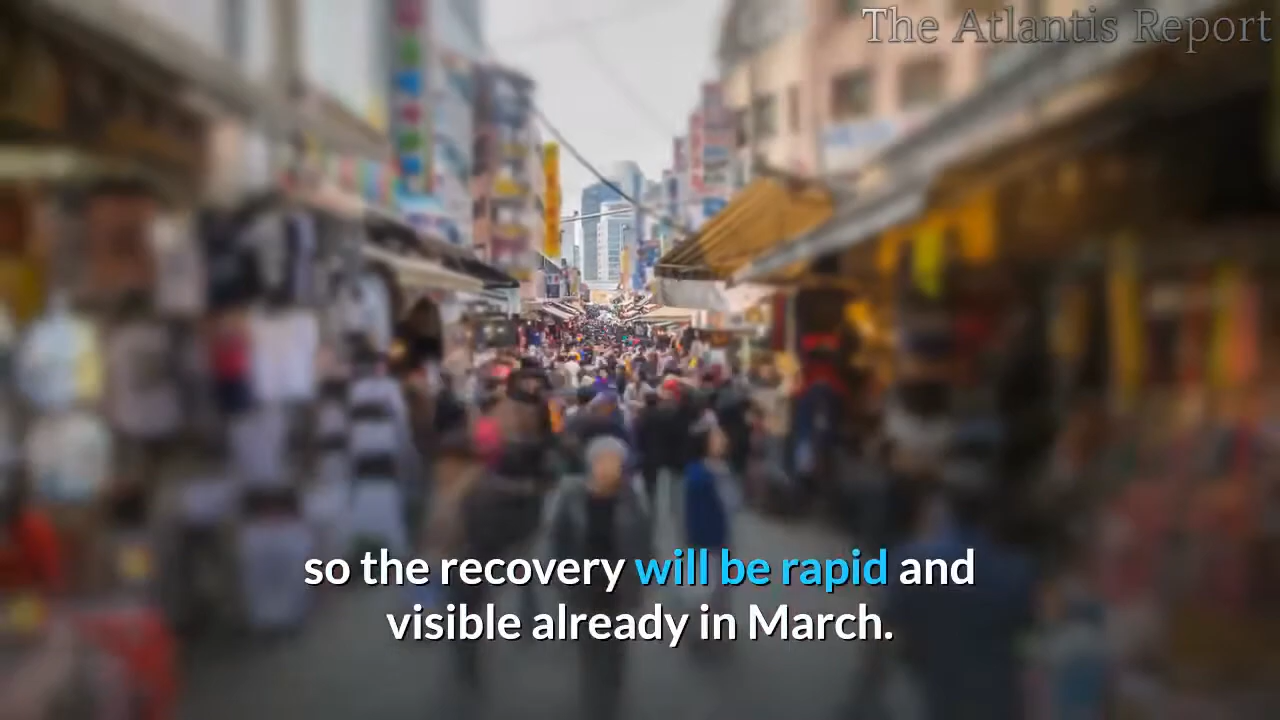 The Atlantis Report
so the recovery will be rapid and
visible already in March.